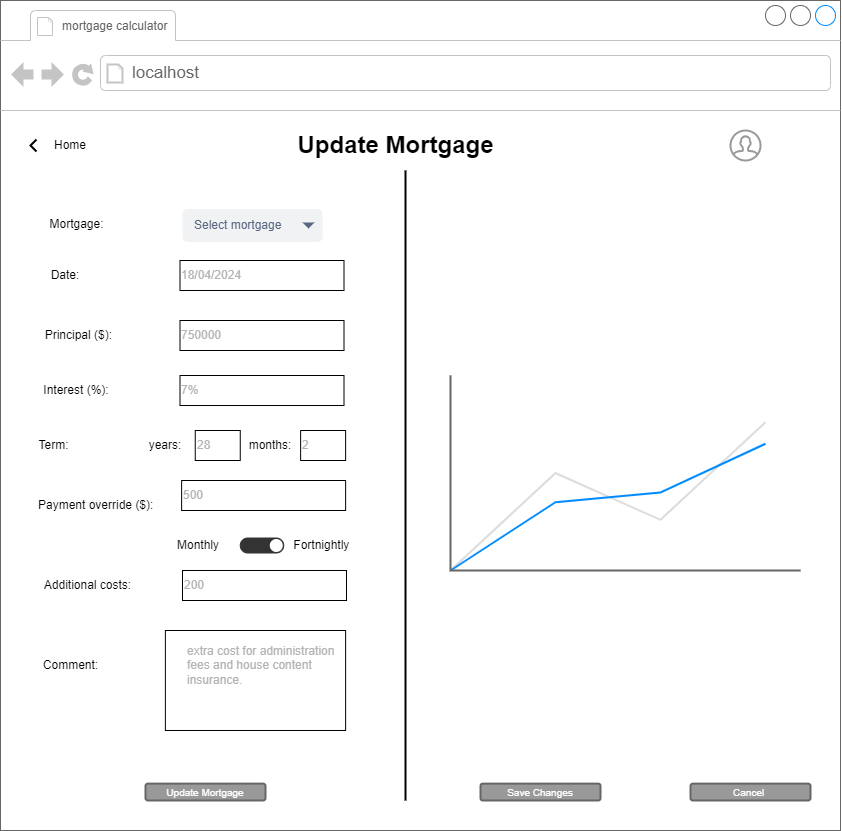 mortgage calculator
localhost
Home
Update Mortgage
Mortgage:
Select mortgage
Date:
18/04/2024
Principal ($):
750000
Interest (%):
7%
Term:
years:
28
months:
2
Payment override ($):
500
Monthly
Fortnightly
Additional costs:
200
Comment:
extra cost for administration
fees and house content
insurance.
Update Mortgage
Save Changes
Cancel